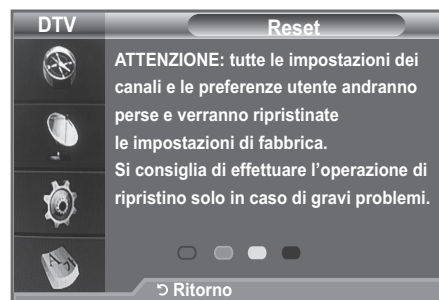 DTV
Reset
ATTENZIONE: tutte le impostazioni dei
canali e le preferenze utente andranno
perse e verranno ripristinate
le impostazioni di fabbrica.
Si consiglia di effettuare l’operazione di
ripristino solo in caso di gravi problemi.
Ritorno